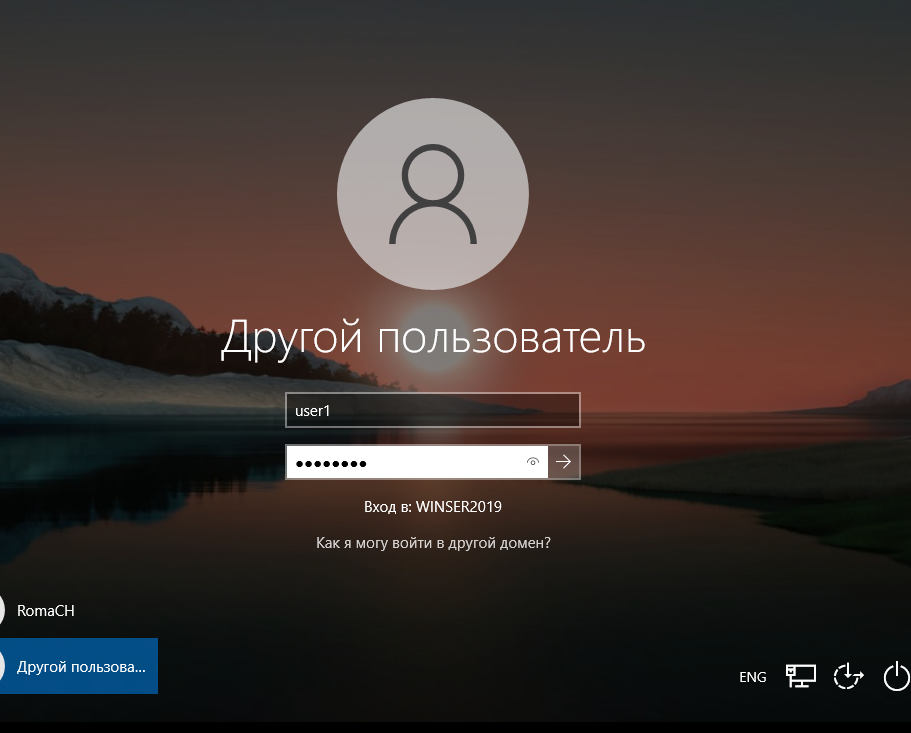 Другой пользователь
user1
Вход в: WINSER2019
Как я могу войти в другой домен?
RomaCH
Другой пользова...
ENG